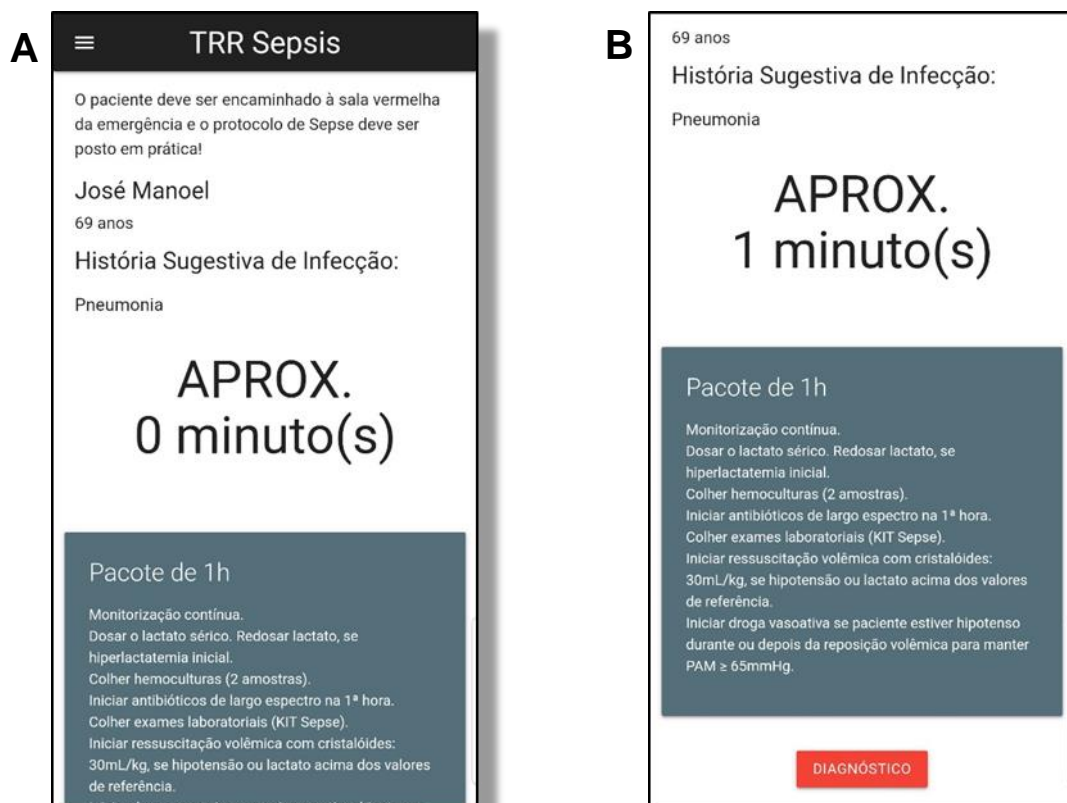 A
TRR Sepsis
O paciente deve ser encaminhado à sala vermelha
da emergência e o protocolo de Sepse deve ser
posto em prática!
José Manoel
69 anos
História Sugestiva de Infecção:
Pneumonia
APROX.
0 minuto(s)
Pacote de 1h
Monitorização contínua.
Dosar o lactato sérico. Redosar lactato, se
hiperlactatemia inicial.
Colher hemoculturas (2 amostras).
Iniciar antibióticos de largo espectro na 1ª hora.
Colher exames laboratoriais (KIT Sepse).
Iniciar ressuscitação volêmica com cristalóides:
30mL/kg, se hipotensão ou lactato acima dos valores
de referência.
B
69 anos
História Sugestiva de Infecção:
Pneumonia
APROX.
1 minuto(s)
Pacote de 1h
Monitorização contínua.
Dosar o lactato sérico. Redosar lactato, se
hiperlactatemia inicial.
Colher hemoculturas (2 amostras).
Iniciar antibióticos de largo espectro na 1ª hora.
Colher exames laboratoriais (KIT Sepse).
Iniciar ressuscitação volêmica com cristalóides:
30mL/kg, se hipotensão ou lactato acima dos valores
de referência.
Iniciar droga vasoativa se paciente estiver hipotenso
durante ou depois da reposição volêmica para manter
PAM ≥ 65mmHg.
DIAGNÓSTICO